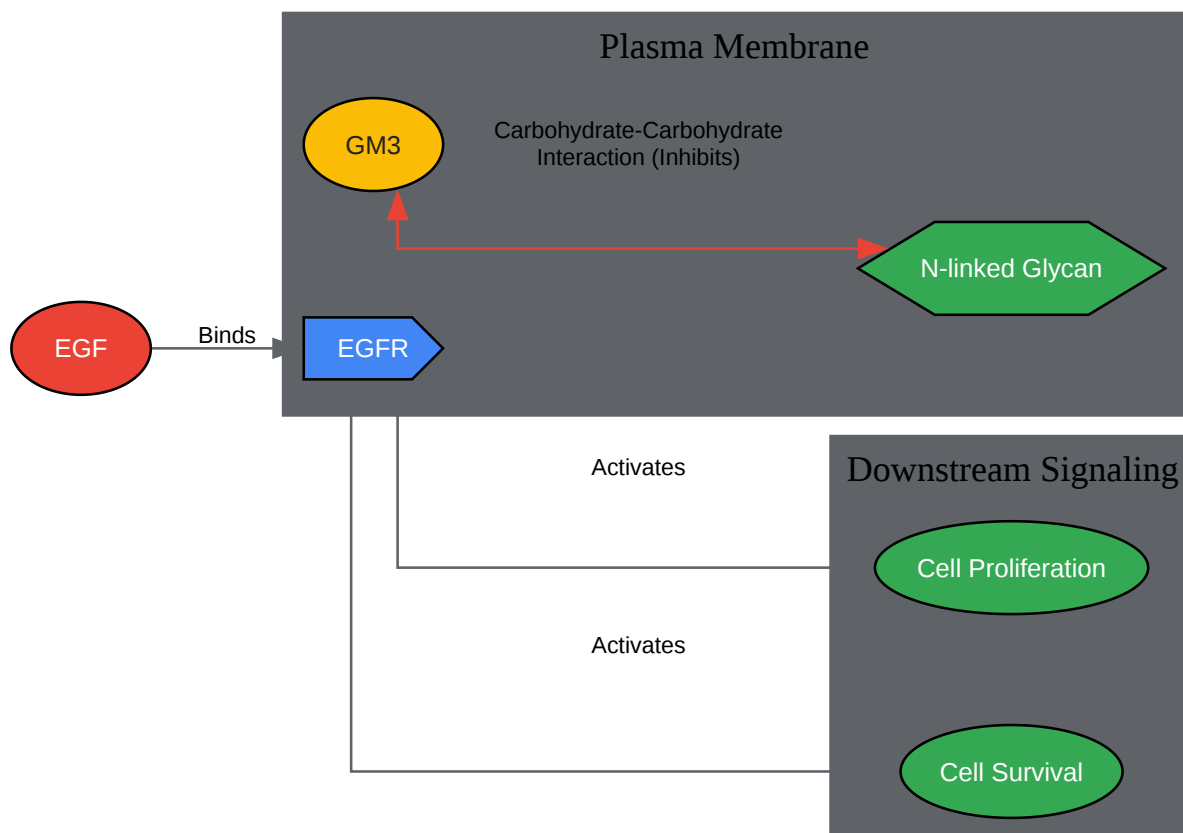 Plasma Membrane
GM3
Carbohydrate-Carbohydrate
Interaction (Inhibits)
N-linked Glycan
EGF
Binds
EGFR
Activates
Downstream Signaling
Cell Proliferation
Activates
Cell Survival